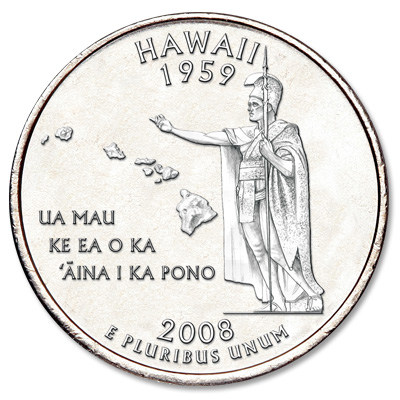 HAWAII
1959
UA MAU
KE EA O KA
ʻĀINA I KA PONO
2008
E PLURIBUS UNUM